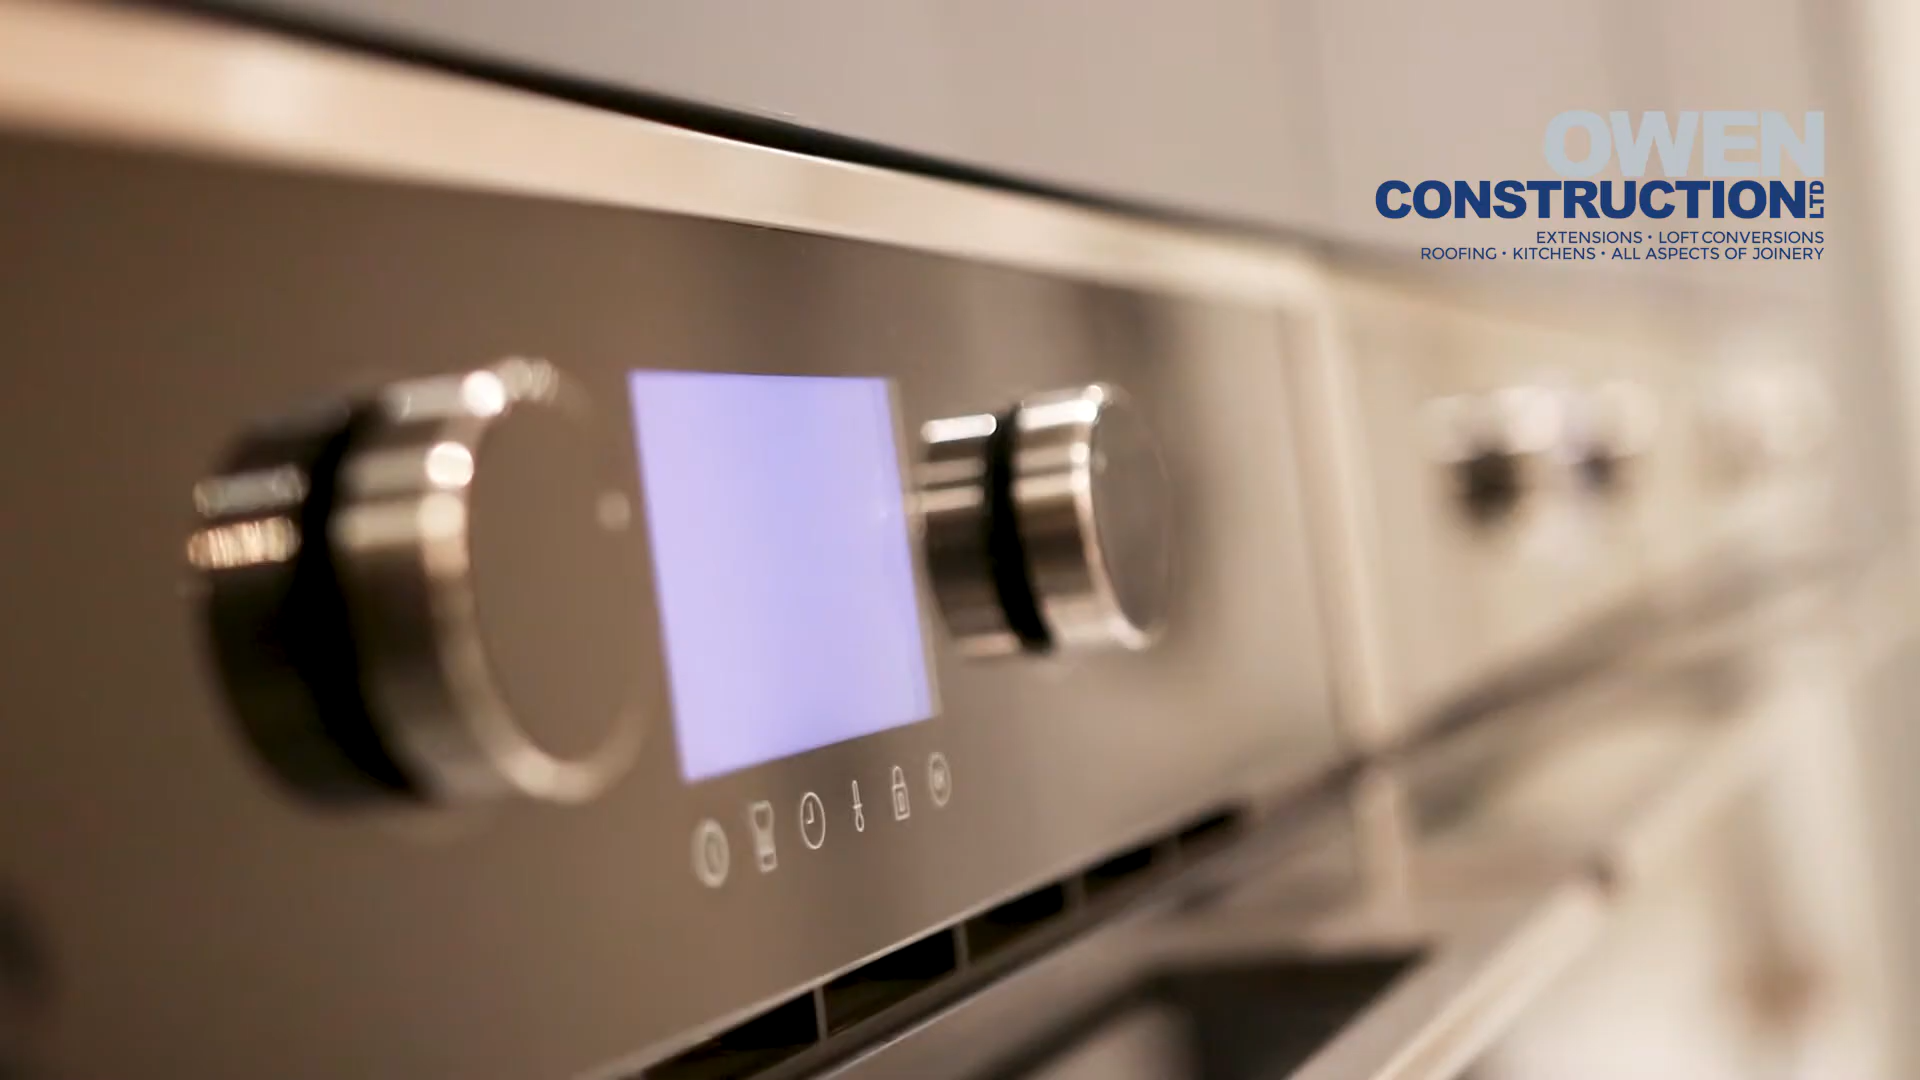 OWEN
CONSTRUCTION LTD
EXTENSIONS • LOFT CONVERSIONS
ROOFING • KITCHENS • ALL ASPECTS OF JOINERY